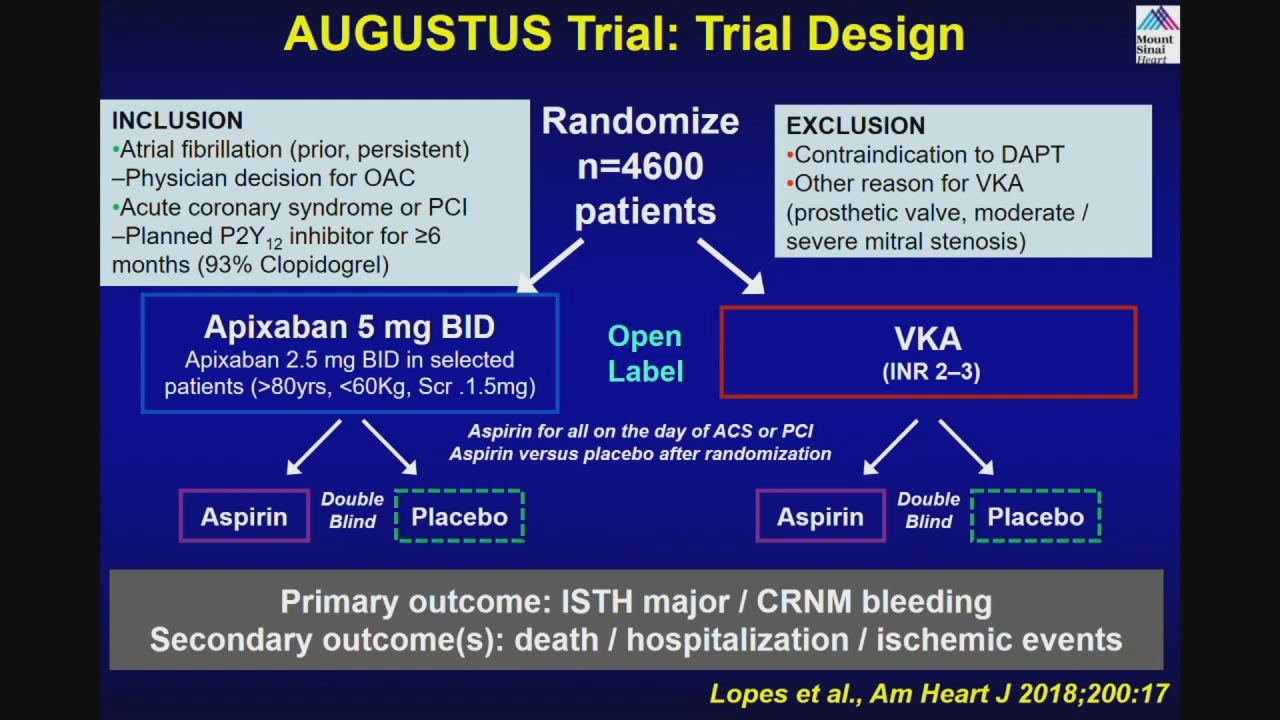 AUGUSTUS Trial: Trial Design
Mount
Sinai
Heart
INCLUSION
•Atrial fibrillation (prior, persistent)
–Physician decision for OAC
•Acute coronary syndrome or PCI
–Planned P2Y12 inhibitor for ≥6
months (93% Clopidogrel)
Randomize
n=4600
patients
EXCLUSION
•Contraindication to DAPT
•Other reason for VKA
(prosthetic valve, moderate /
severe mitral stenosis)
Apixaban 5 mg BID
Apixaban 2.5 mg BID in selected
patients (>80yrs, <60Kg, Scr .1.5mg)
Open
Label
VKA
(INR 2–3)
Aspirin for all on the day of ACS or PCI
Aspirin versus placebo after randomization
Aspirin
Double
Blind
Placebo
Aspirin
Double
Blind
Placebo
Primary outcome: ISTH major / CRNM bleeding
Secondary outcome(s): death / hospitalization / ischemic events
Lopes et al., Am Heart J 2018;200:17